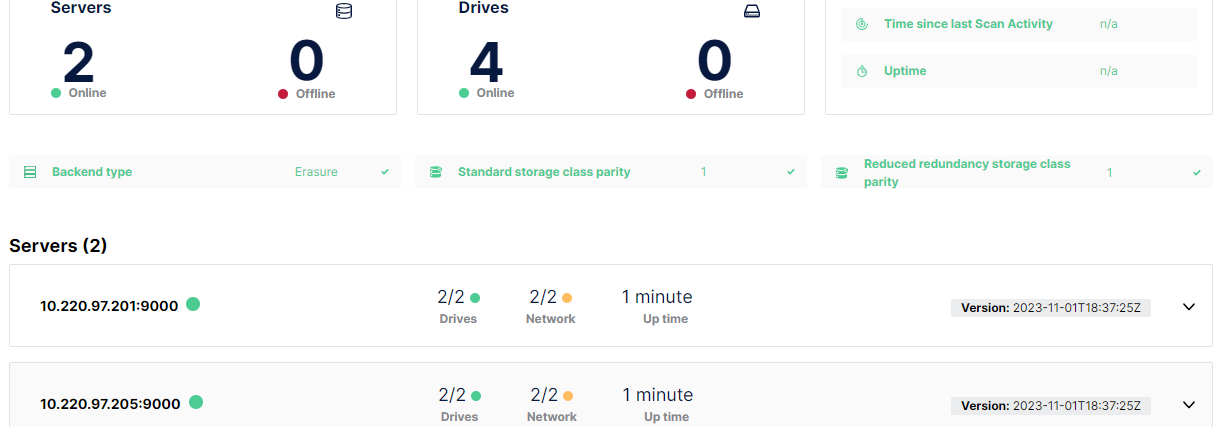 Servers
Drives
2
0
4
0
Online
Offline
Online
Offline
Time since last Scan Activity n/a
Uptime n/a
Backend type Erasure
Standard storage class parity 1
Reduced redundancy storage class
parity 1
Servers (2)
10.220.97.201:9000
2/2 2/2 1 minute
Drives Network Up time
Version: 2023-11-01T18:37:25Z
10.220.97.205:9000
2/2 2/2 1 minute
Drives Network Up time
Version: 2023-11-01T18:37:25Z